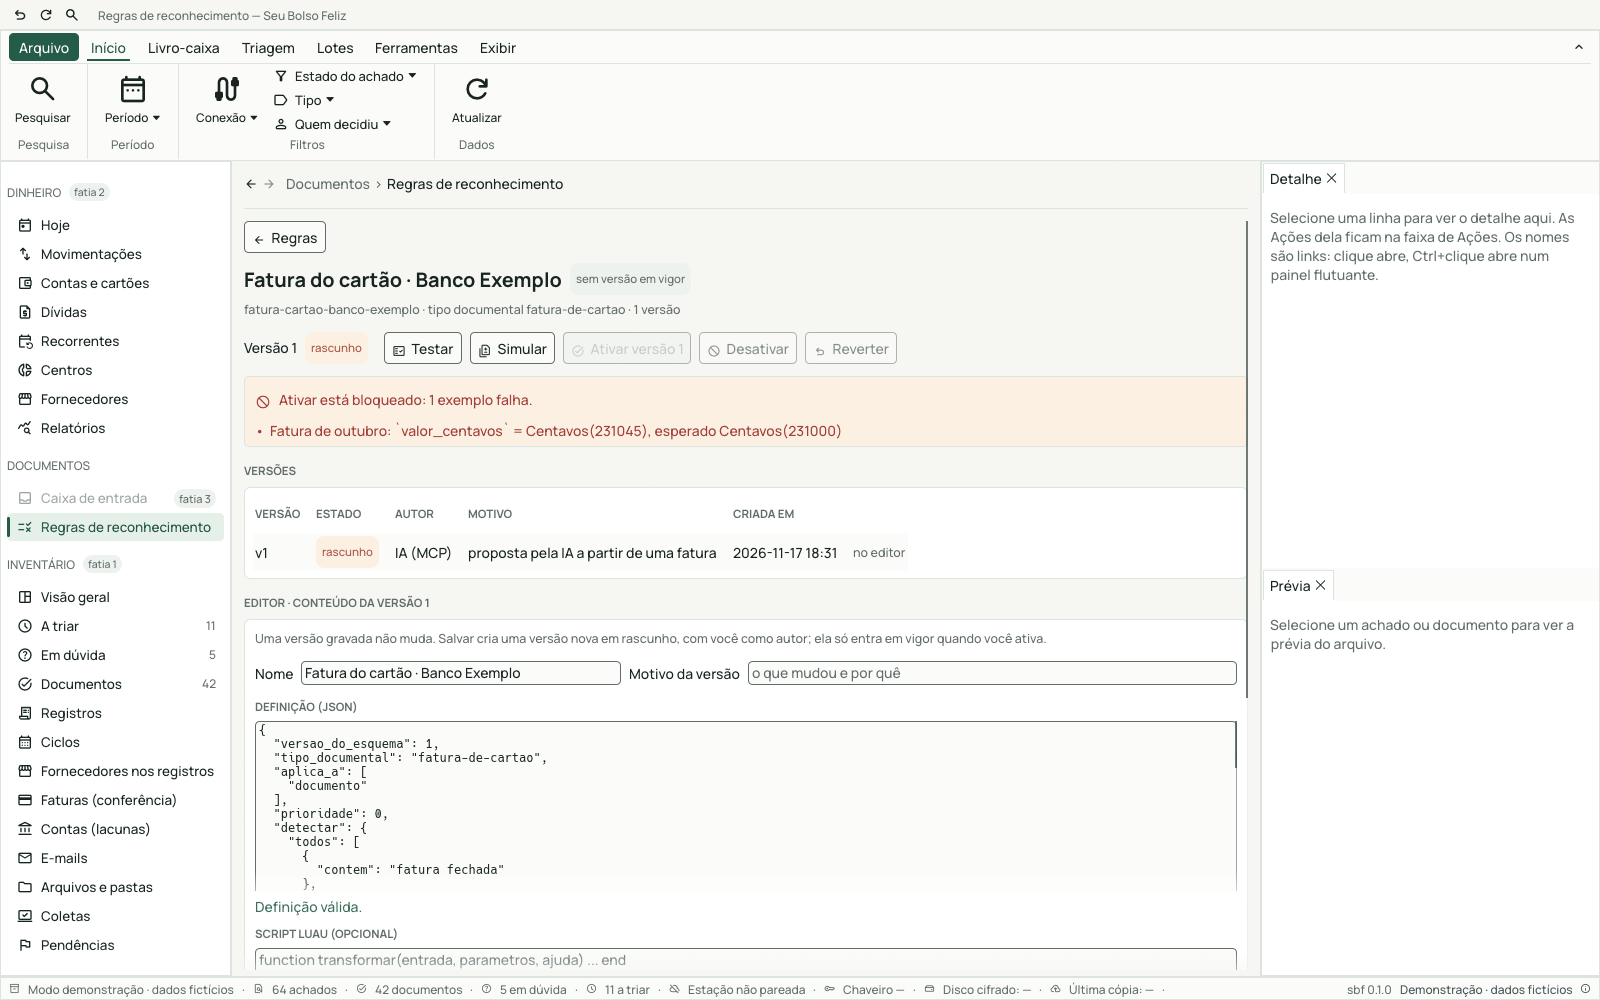 Regras de reconhecimento — Seu Bolso Feliz
Arquivo Início Livro-caixa Triagem Lotes Ferramentas Exibir
Pesquisar
Pesquisa
Período
Período
Conexão
Estado do achado
Tipo
Quem decidiu
Filtros
Atualizar
Dados
DINHEIRO fatia 2
Hoje
Movimentações
Contas e cartões
Dívidas
Recorrentes
Centros
Fornecedores
Relatórios
DOCUMENTOS
Caixa de entrada fatia 3
Regras de reconhecimento
INVENTÁRIO fatia 1
Visão geral
A triar 11
Em dúvida 5
Documentos 42
Registros
Ciclos
Fornecedores nos registros
Faturas (conferência)
Contas (lacunas)
E-mails
Arquivos e pastas
Coletas
Pendências
Documentos › Regras de reconhecimento
← Regras
Fatura do cartão · Banco Exemplo sem versão em vigor
fatura-cartao-banco-exemplo · tipo documental fatura-de-cartao · 1 versão
Versão 1 rascunho Testar Simular Ativar versão 1 Desativar Reverter
Ativar está bloqueado: 1 exemplo falha.
• Fatura de outubro: `valor_centavos` = Centavos(231045), esperado Centavos(231000)
VERSÕES
VERSÃO ESTADO AUTOR MOTIVO CRIADA EM
v1 rascunho IA (MCP) proposta pela IA a partir de uma fatura 2026-11-17 18:31 no editor
EDITOR · CONTEÚDO DA VERSÃO 1
Uma versão gravada não muda. Salvar cria uma versão nova em rascunho, com você como autor; ela só entra em vigor quando você ativa.
Nome Fatura do cartão · Banco Exemplo Motivo da versão o que mudou e por quê
DEFINIÇÃO (JSON)
{
"versao_do_esquema": 1,
"tipo_documental": "fatura-de-cartao",
"aplica_a": [
"documento"
],
"prioridade": 0,
"detectar": {
"todos": [
{
"contem": "fatura fechada"
},
Definição válida.
SCRIPT LUAU (OPCIONAL)
function transformar(entrada, parametros, ajuda) ... end
Detalhe
Selecione uma linha para ver o detalhe aqui. As
Ações dela ficam na faixa de Ações. Os nomes
são links: clique abre, Ctrl+clique abre num
painel flutuante.
Prévia
Selecione um achado ou documento para ver a
prévia do arquivo.
Modo demonstração · dados fictícios · 64 achados · 42 documentos · 5 em dúvida · 11 a triar · Estação não pareada · Chaveiro — · Disco cifrado: — · Última cópia: — · sbf 0.1.0 Demonstração · dados fictícios